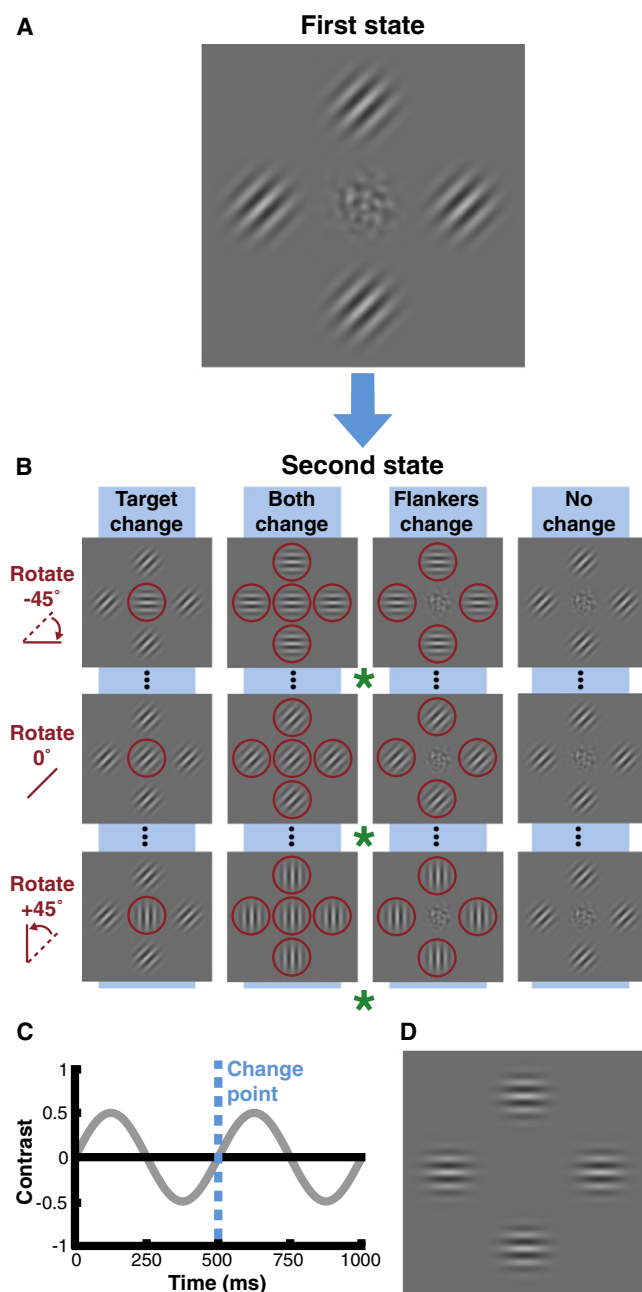 A
First state
B
Second state
Target change
Both change
Flankers change
No change
Rotate -45°
*
Rotate 0°
*
Rotate +45°
*
C
1
0.5
0
-0.5
-1
Contrast
Change point
0 250 500 750 1000
Time (ms)
D